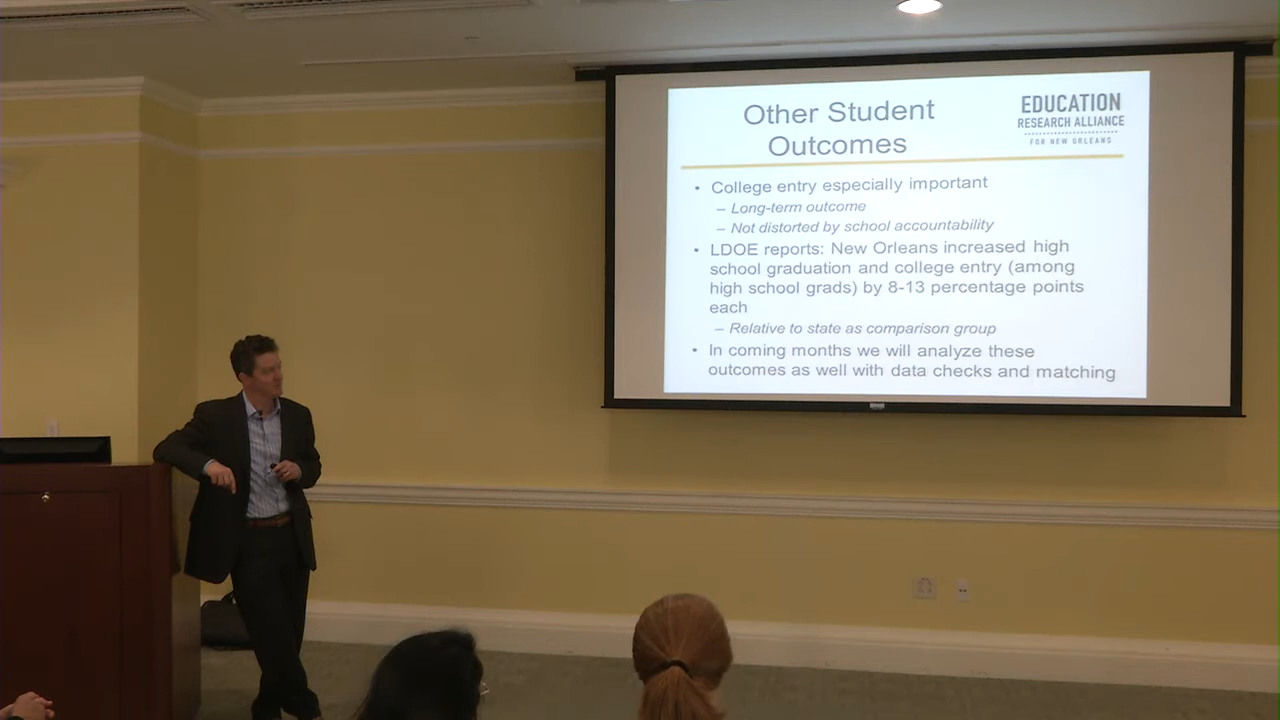 Other Student
Outcomes
EDUCATION
RESEARCH ALLIANCE
FOR NEW ORLEANS
• College entry especially important
– Long-term outcome
– Not distorted by school accountability
• LDOE reports: New Orleans increased high
school graduation and college entry (among
high school grads) by 8-13 percentage points
each
– Relative to state as comparison group
• In coming months we will analyze these
outcomes as well with data checks and matching